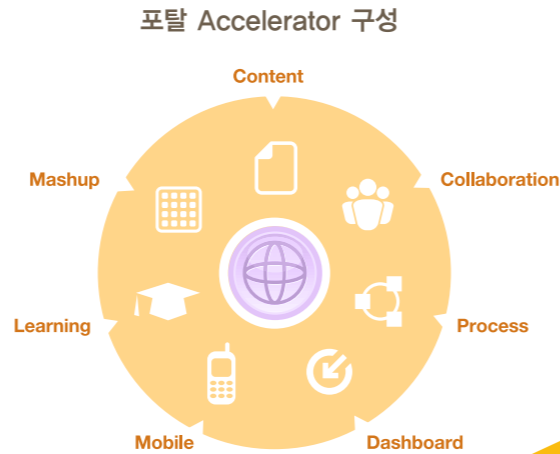 포탈 Accelerator 구성
Content
Mashup
Collaboration
Learning
Process
Mobile
Dashboard